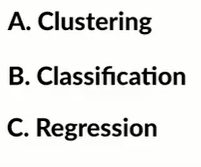 A. Clustering
B. Classification
C. Regression